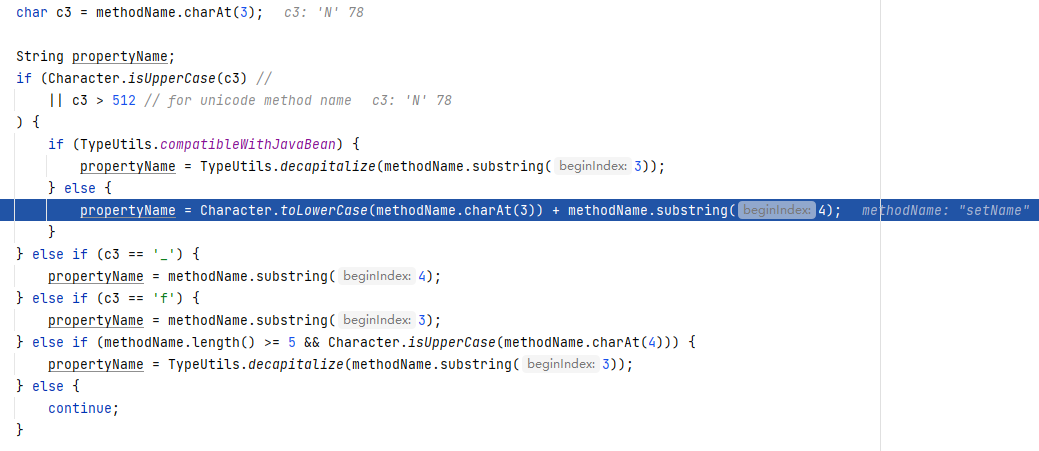 char c3 = methodName.charAt(3);   c3: 'N' 78
String propertyName;
if (Character.isUpperCase(c3) //
|| c3 > 512 // for unicode method name   c3: 'N' 78
) {
if (TypeUtils.compatibleWithJavaBean) {
propertyName = TypeUtils.decapitalize(methodName.substring( beginIndex: 3));
} else {
propertyName = Character.toLowerCase(methodName.charAt(3)) + methodName.substring( beginIndex: 4);   methodName: "setName"
}
} else if (c3 == '_') {
propertyName = methodName.substring( beginIndex: 4);
} else if (c3 == 'f') {
propertyName = methodName.substring( beginIndex: 3);
} else if (methodName.length() >= 5 && Character.isUpperCase(methodName.charAt(4))) {
propertyName = TypeUtils.decapitalize(methodName.substring( beginIndex: 3));
} else {
continue;
}